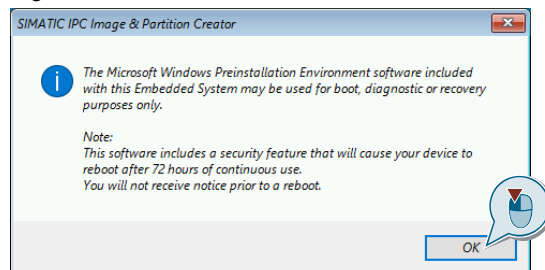 SIMATIC IPC Image & Partition Creator
The Microsoft Windows Preinstallation Environment software included
with this Embedded System may be used for boot, diagnostic or recovery
purposes only.
Note:
This software includes a security feature that will cause your device to
reboot after 72 hours of continuous use.
You will not receive notice prior to a reboot.
OK